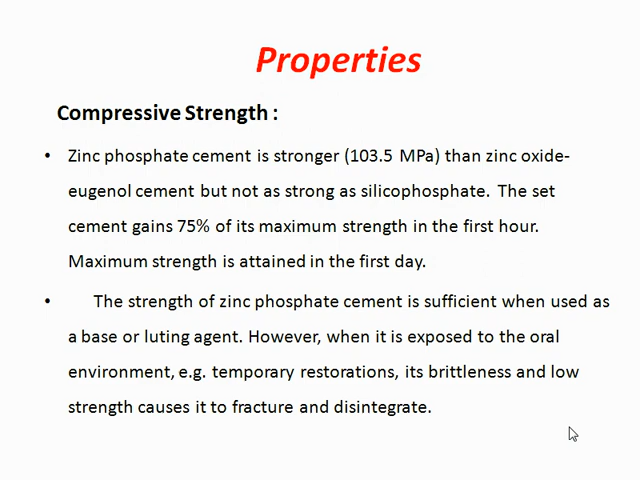 Properties
Compressive Strength :
• Zinc phosphate cement is stronger (103.5 MPa) than zinc oxide-
eugenol cement but not as strong as silicophosphate. The set
cement gains 75% of its maximum strength in the first hour.
Maximum strength is attained in the first day.
• The strength of zinc phosphate cement is sufficient when used as
a base or luting agent. However, when it is exposed to the oral
environment, e.g. temporary restorations, its brittleness and low
strength causes it to fracture and disintegrate.